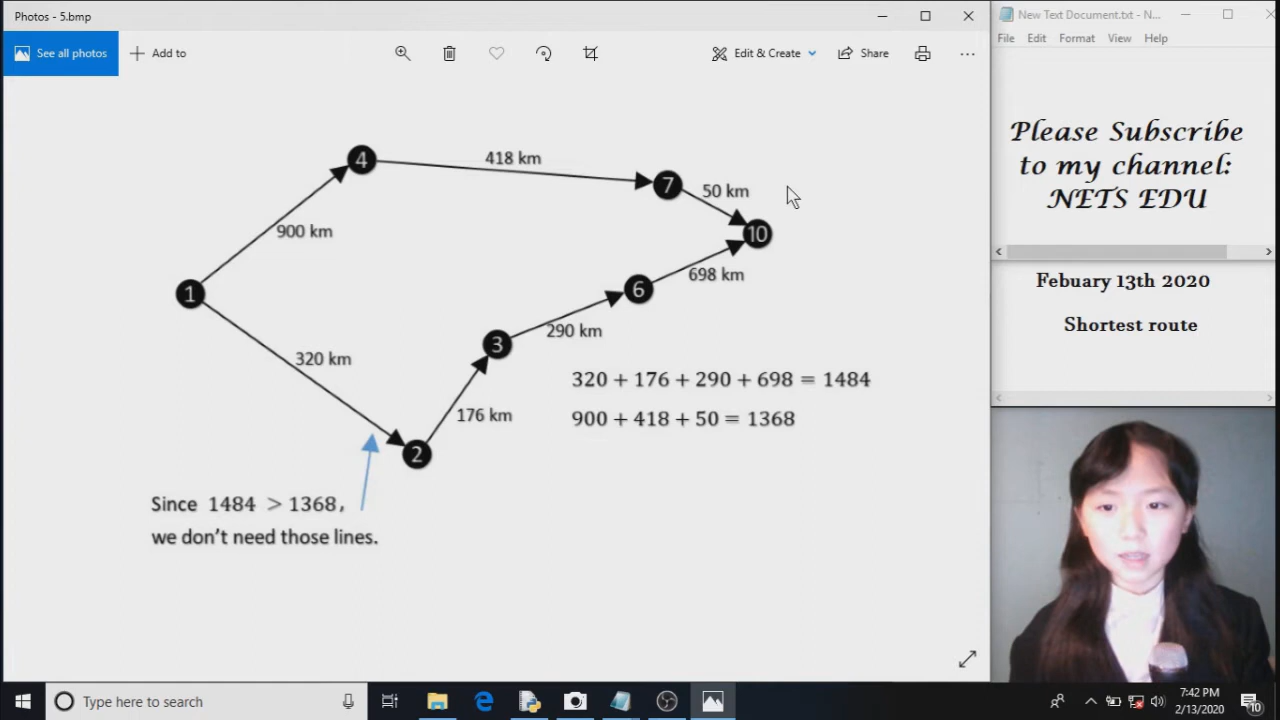 Photos - 5.bmp
See all photos
Add to
Edit & Create
Share
4
418 km
7
50 km
900 km
10
1
698 km
6
290 km
3
320 km
176 km
2
320 + 176 + 290 + 698 = 1484
900 + 418 + 50 = 1368
Since 1484 > 1368,
we don't need those lines.
New Text Document.txt - N...
File Edit Format View Help
Please Subscribe
to my channel:
NETS EDU
Febuary 13th 2020
Shortest route
Type here to search
7:42 PM
2/13/2020
10